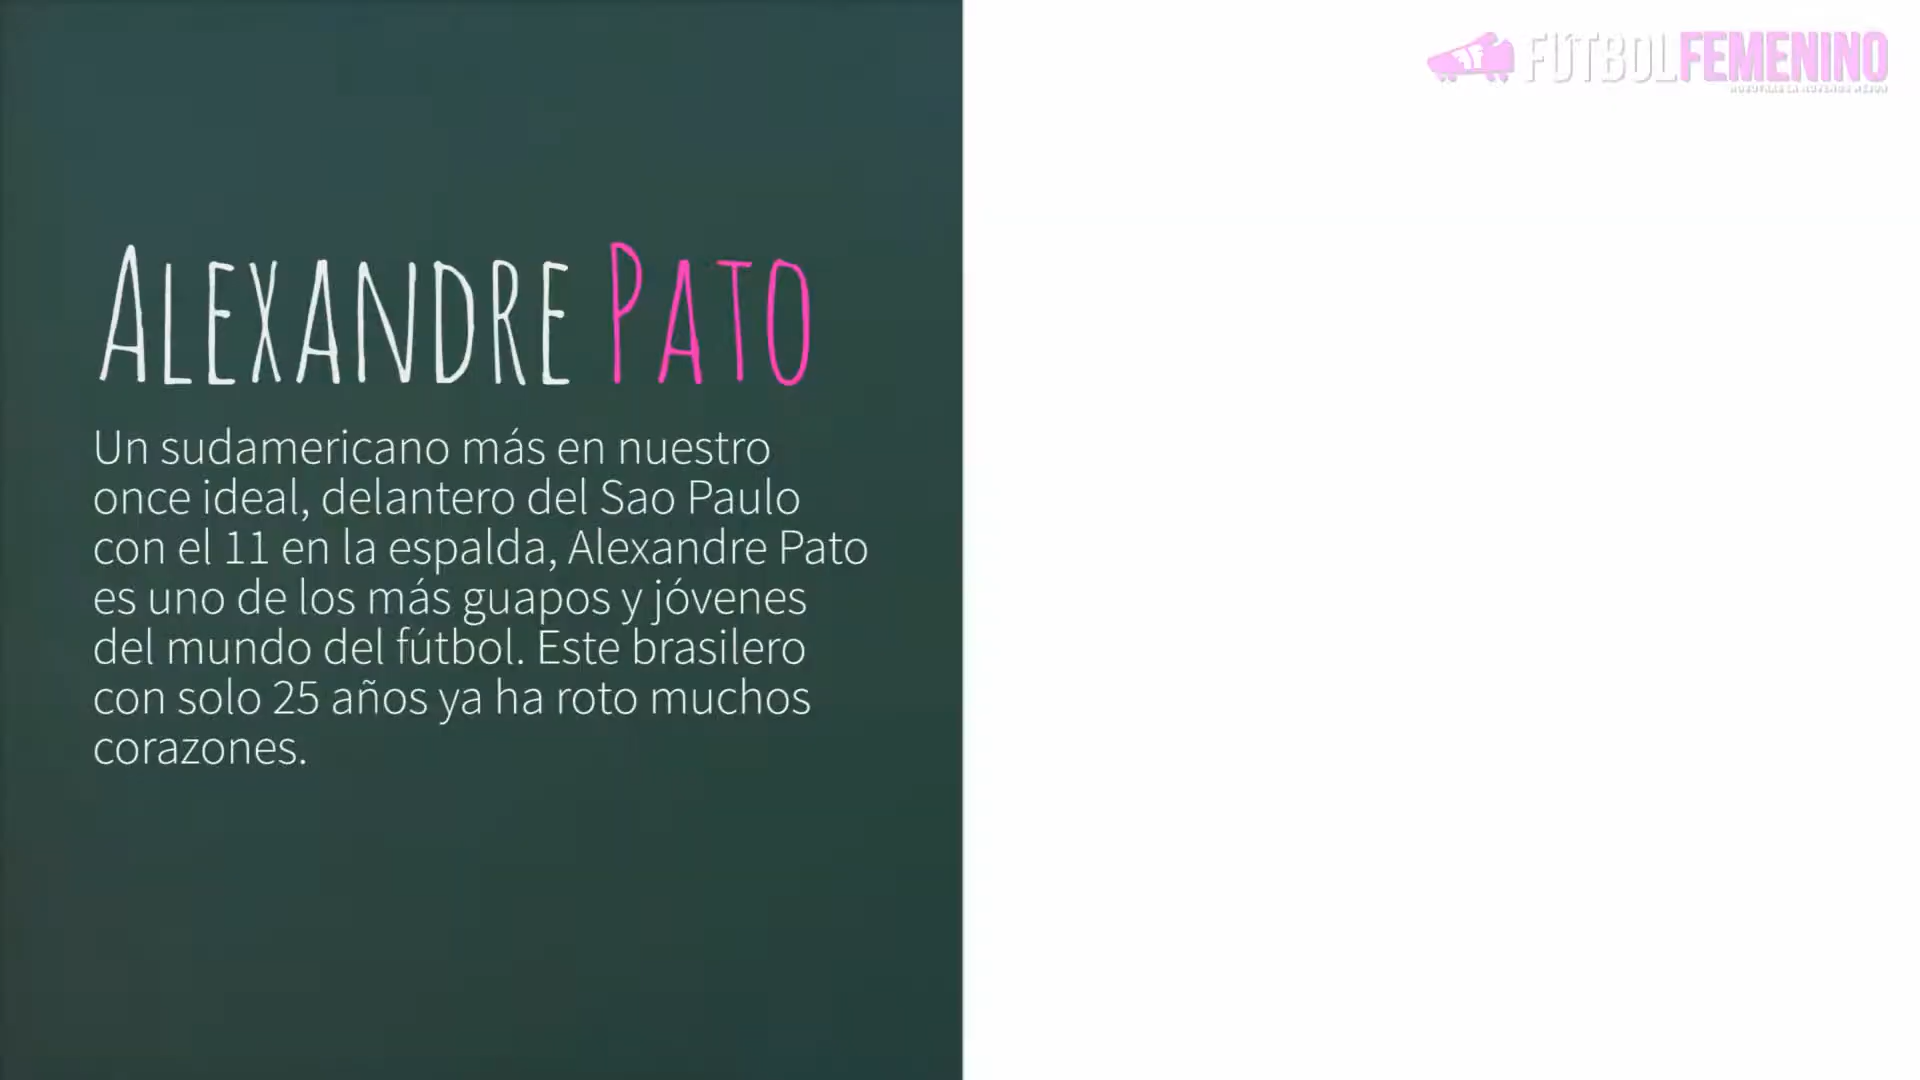 FÚTBOLFEMENINO
ALEXANDRE PATO
Un sudamericano más en nuestro
once ideal, delantero del Sao Paulo
con el 11 en la espalda, Alexandre Pato
es uno de los más guapos y jóvenes
del mundo del fútbol. Este brasilero
con solo 25 años ya ha roto muchos
corazones.